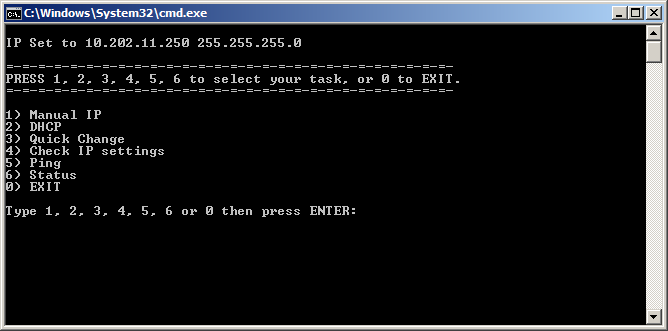 C:\Windows\System32\cmd.exe
IP Set to 10.202.11.250 255.255.255.0
-=-=-=-=-=-=-=-=-=-=-=-=-=-=-=-=-=-=-=-=-=-=-=-=-=-=-=-=-
PRESS 1, 2, 3, 4, 5, 6 to select your task, or 0 to EXIT.
-=-=-=-=-=-=-=-=-=-=-=-=-=-=-=-=-=-=-=-=-=-=-=-=-=-=-=-=-
1) Manual IP
2) DHCP
3) Quick Change
4) Check IP settings
5) Ping
6) Status
0) EXIT
Type 1, 2, 3, 4, 5, 6 or 0 then press ENTER: